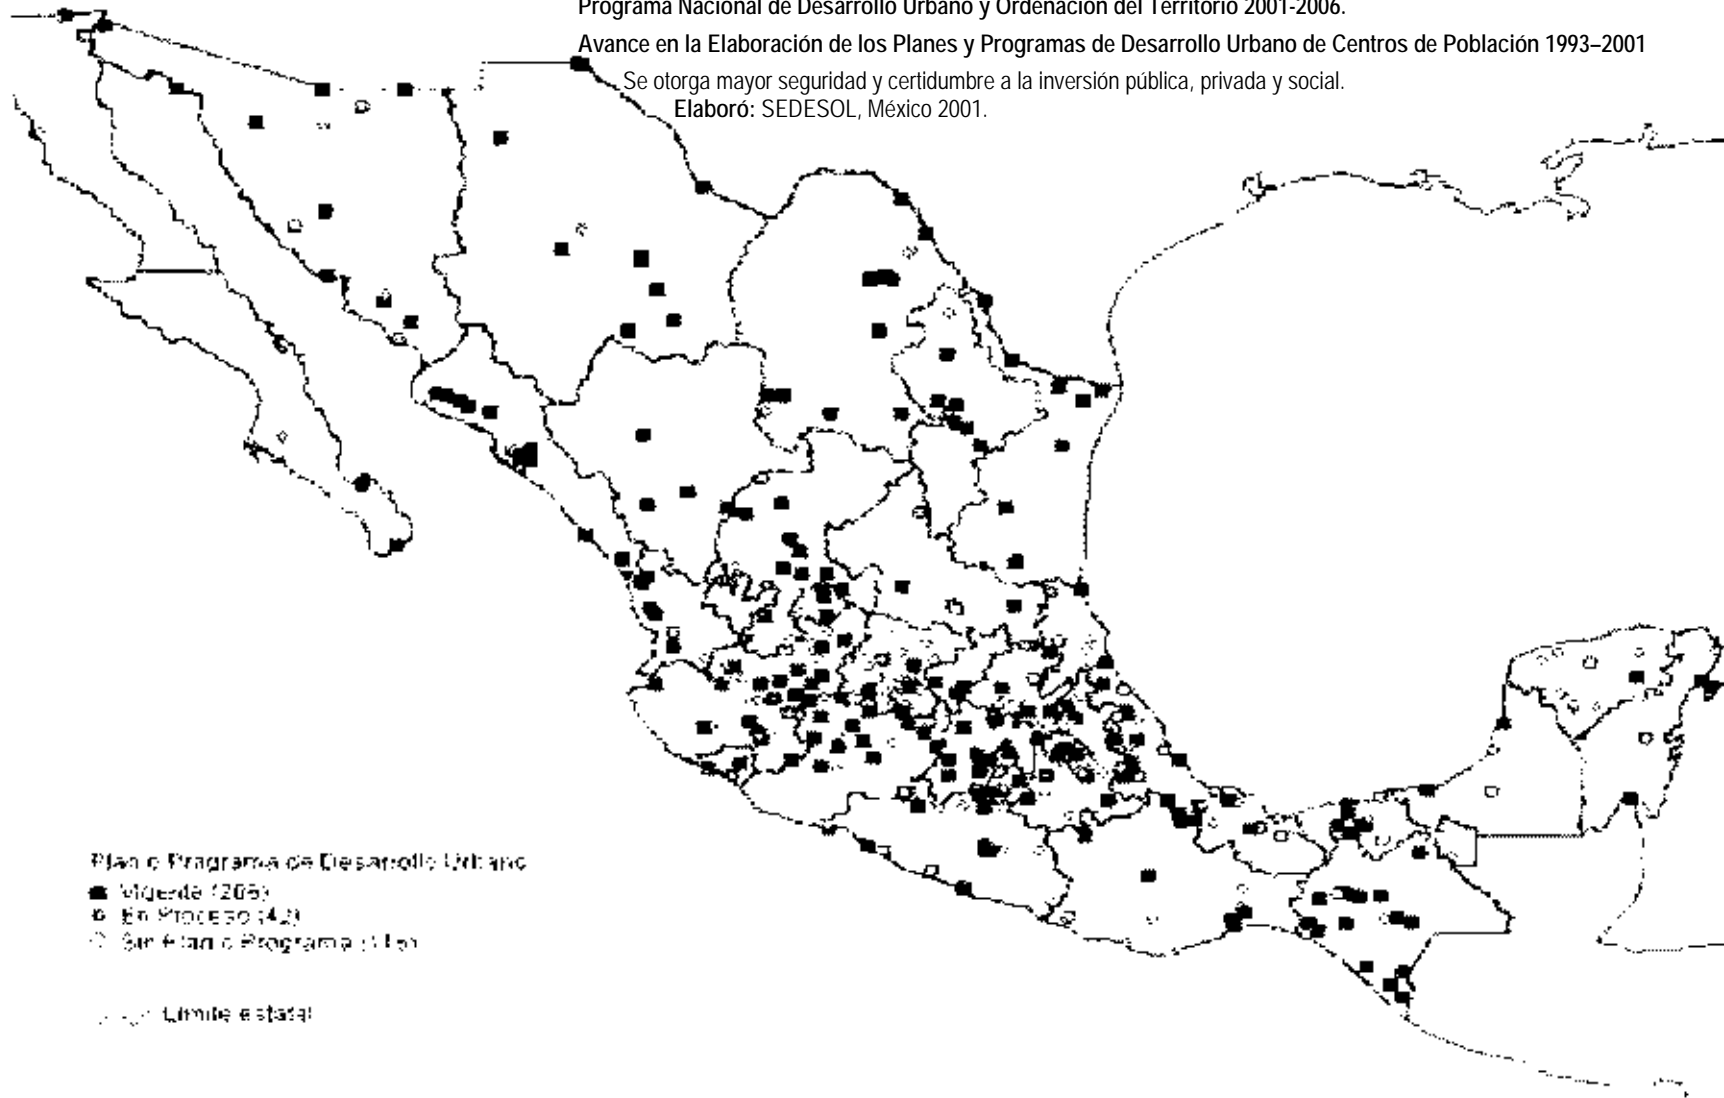 Programa Nacional de Desarrollo Urbano y Ordenación del Territorio 2001-2006.
Avance en la Elaboración de los Planes y Programas de Desarrollo Urbano de Centros de Población 1993–2001
Se otorga mayor seguridad y certidumbre a la inversión pública, privada y social.
Elaboró: SEDESOL, México 2001.
Plan o Programa de Desarrollo Urbano
Vigente
En Proceso (42)
Sin Plan o Programa
Límite estatal